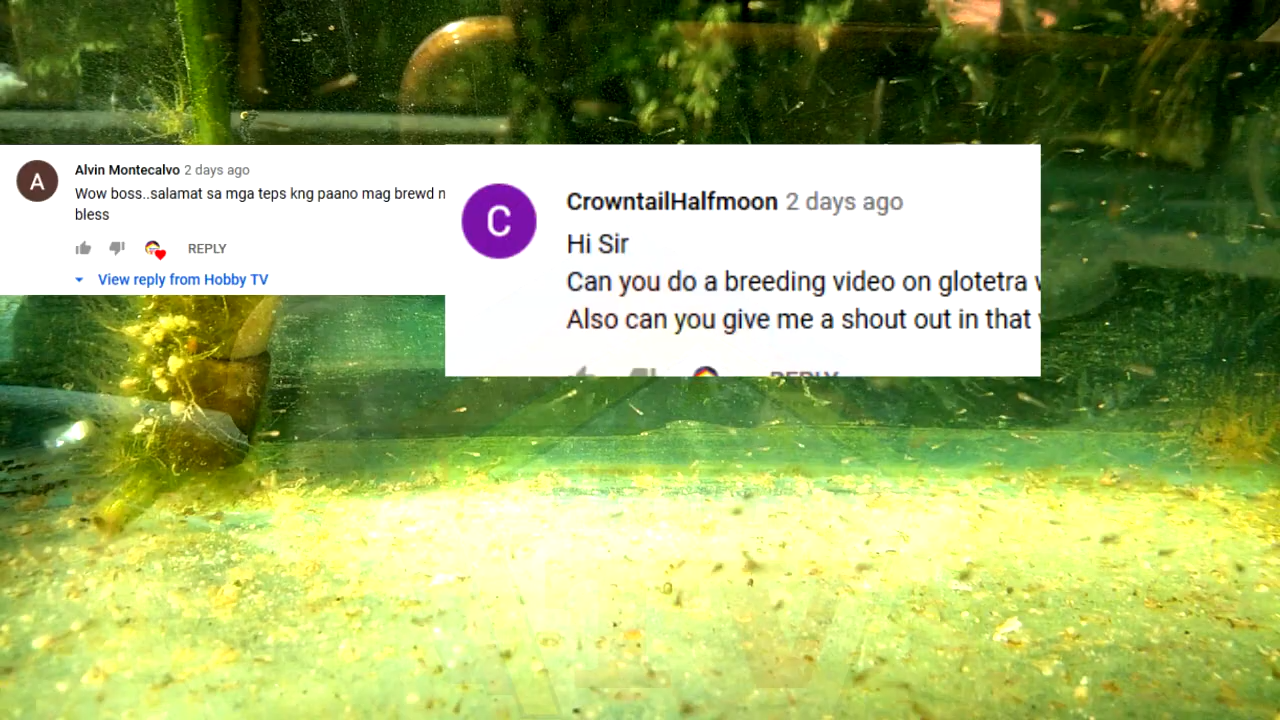 A
Alvin Montecalvo 2 days ago
Wow boss..salamat sa mga teps kng paano mag brewd
bless
REPLY
View reply from Hobby TV
C
CrowntailHalfmoon 2 days ago
Hi Sir
Can you do a breeding video on glotetra
Also can you give me a shout out in that
REPLY